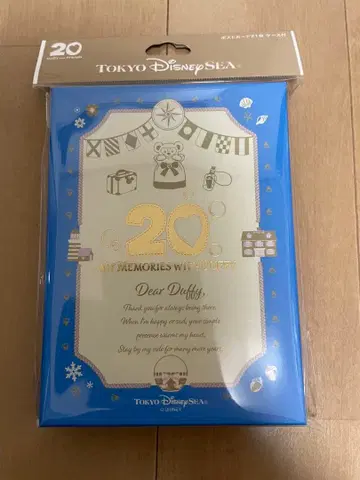 20
TOKYO DISNEYSEA®
20
MY MEMORIES WITH DUFFY
Dear Duffy,
Thank you for always being there.
When I'm happy or sad, your simple
presence warms my heart.
Stay by my side for many more years.
TOKYO DISNEYSEA®
© DISNEY